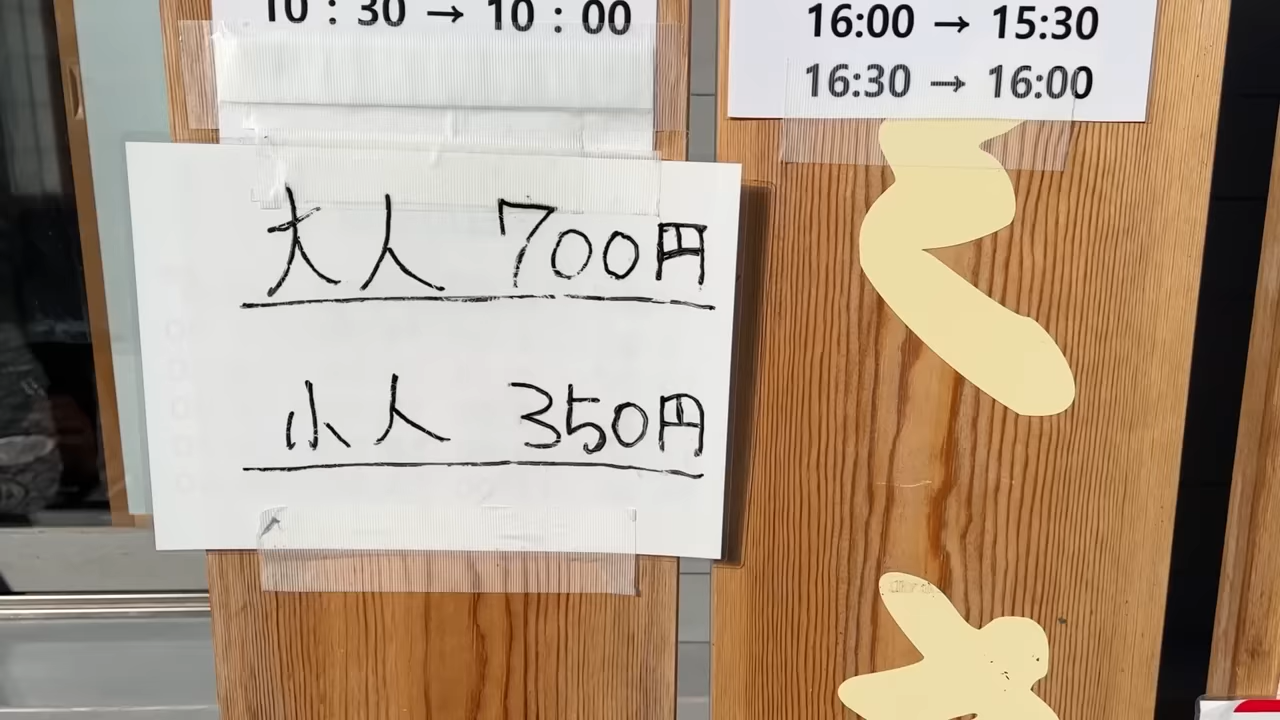 10：30 → 10：00
16:00 → 15:30
16:30 → 16:00
大人 700円
小人 350円